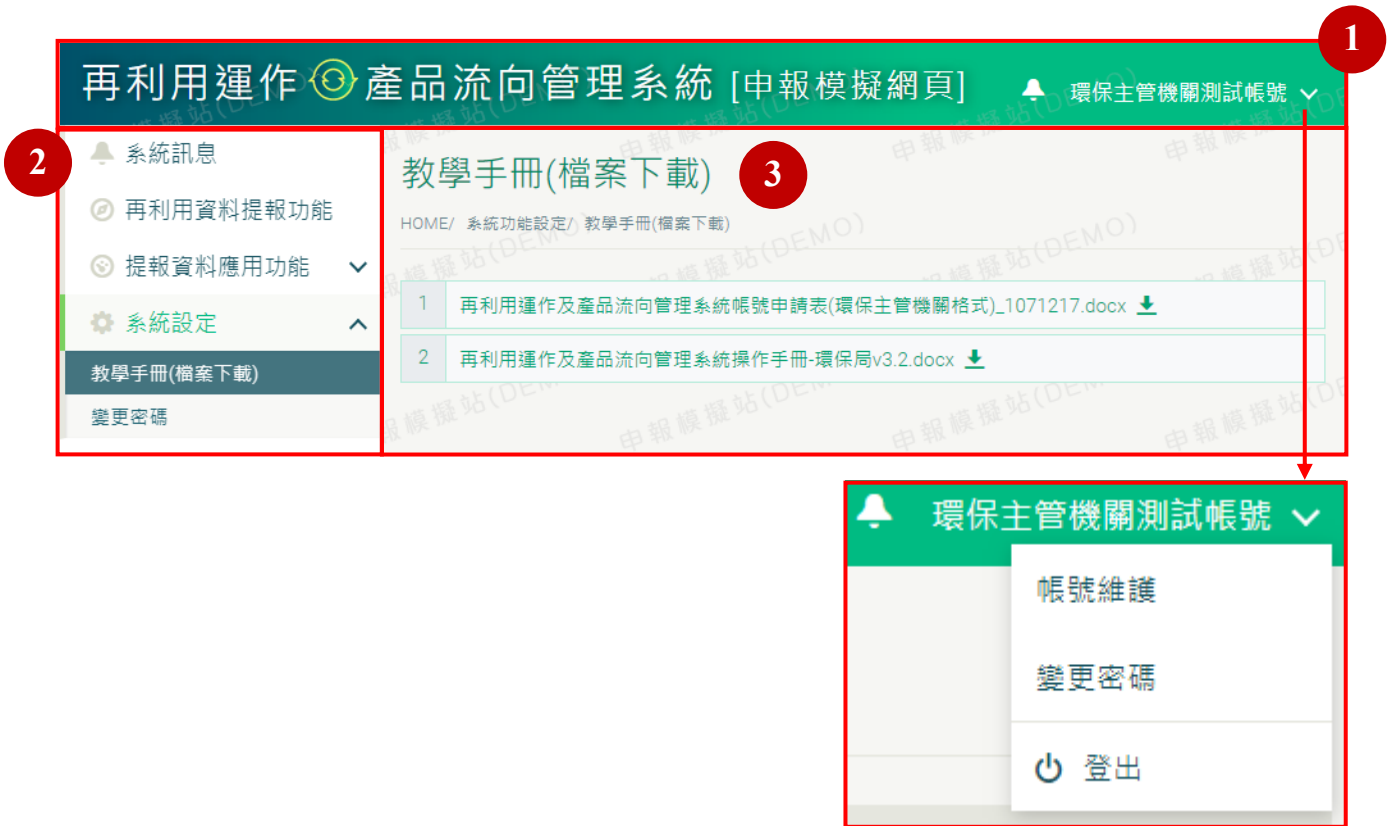 1
再利用運作 產品流向管理系統 [申報模擬網頁] 環保主管機關測試帳號
2
系統訊息
再利用資料提報功能
提報資料應用功能
系統設定
教學手冊(檔案下載)
變更密碼
教學手冊(檔案下載)
3
HOME/ 系統功能設定/ 教學手冊(檔案下載)
1 再利用運作及產品流向管理系統帳號申請表(環保主管機關格式)_1071217.docx
2 再利用運作及產品流向管理系統操作手冊-環保局v3.2.docx
申報模擬站(DEMO)
環保主管機關測試帳號
帳號維護
變更密碼
登出